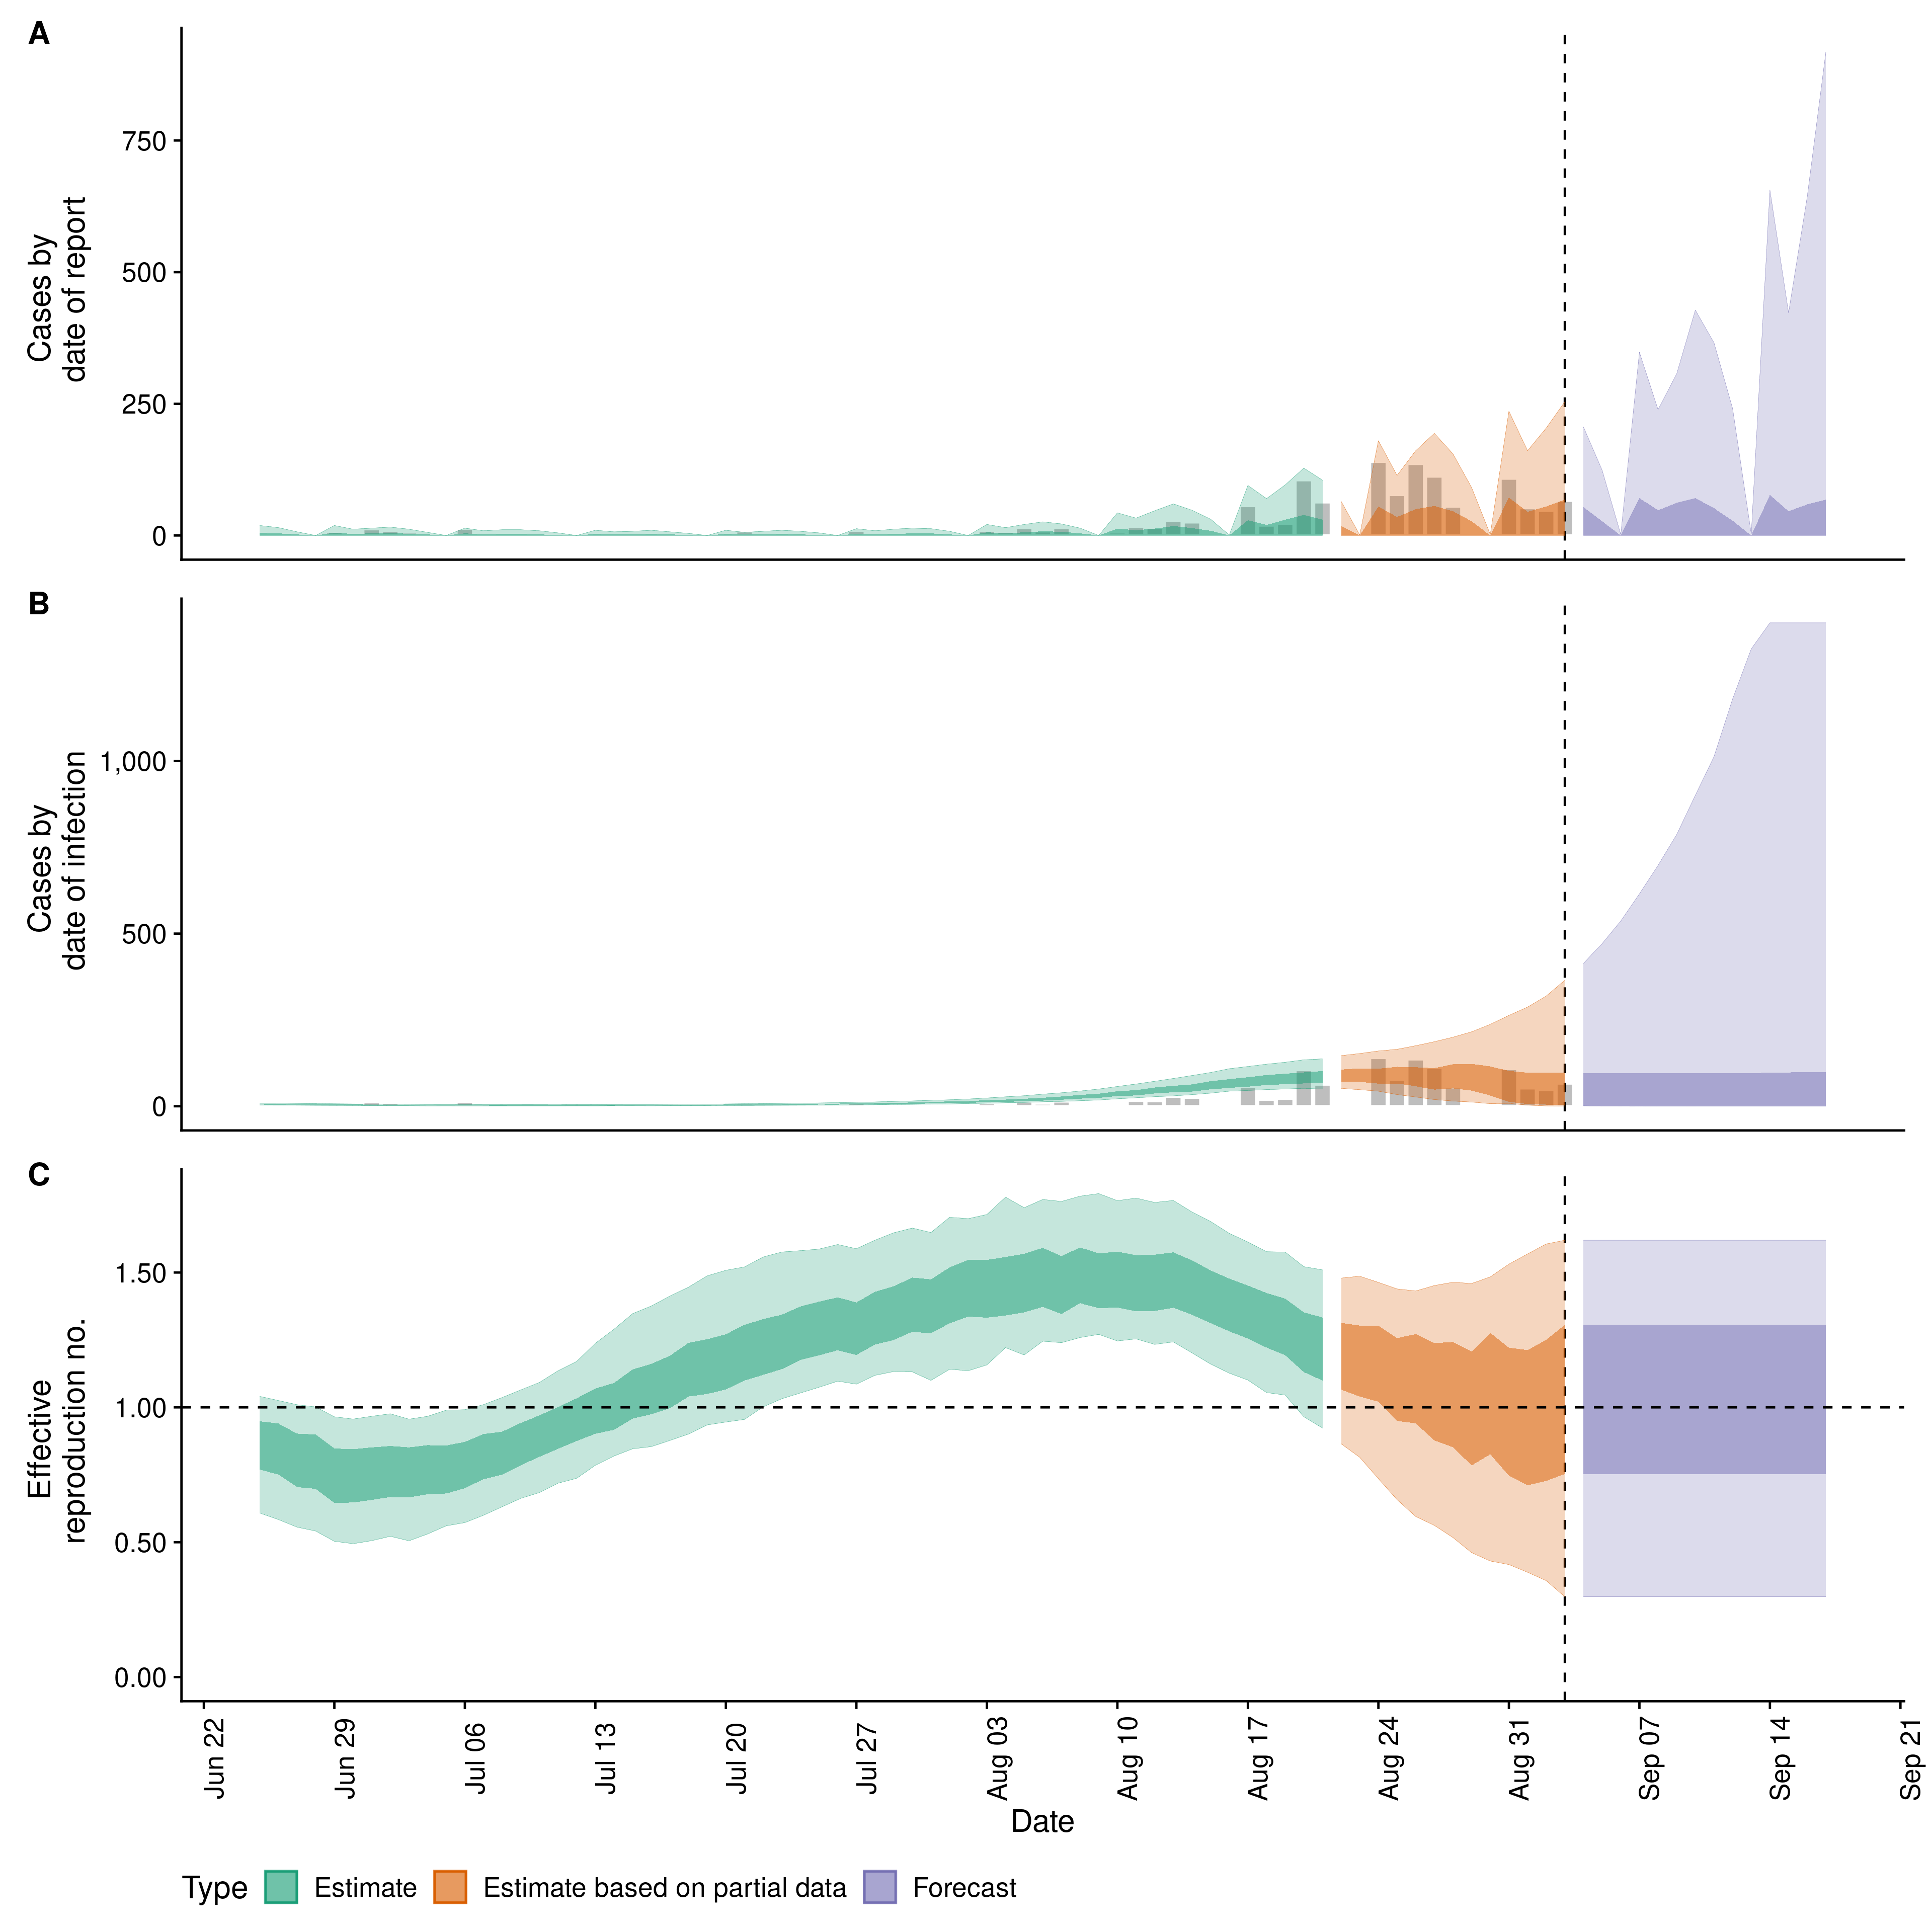 A
Cases by
date of report
750
500
250
0
B
Cases by
date of infection
1,000
500
0
C
Effective
reproduction no.
1.50
1.00
0.50
0.00
Jun 22
Jun 29
Jul 06
Jul 13
Jul 20
Jul 27
Aug 03
Aug 10
Aug 17
Aug 24
Aug 31
Sep 07
Sep 14
Sep 21
Date
Type Estimate Estimate based on partial data Forecast